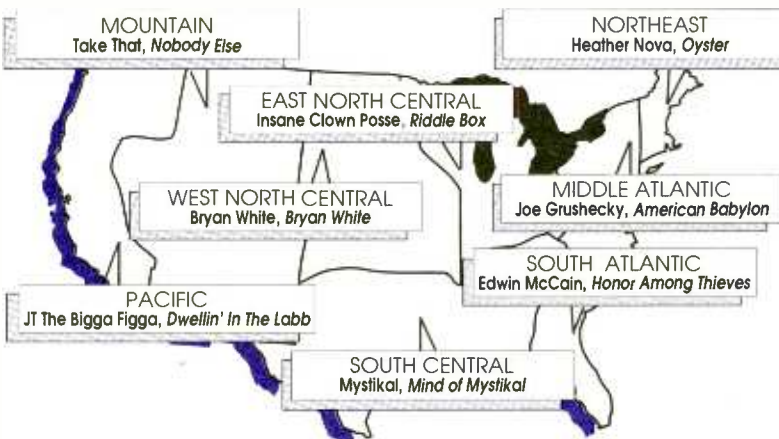 MOUNTAIN
Take That, Nobody Else
NORTHEAST
Heather Nova, Oyster
EAST NORTH CENTRAL
Insane Clown Posse, Riddle Box
WEST NORTH CENTRAL
Bryan White, Bryan White
MIDDLE ATLANTIC
Joe Grushecky, American Babylon
SOUTH ATLANTIC
Edwin McCain, Honor Among Thieves
PACIFIC
JT The Bigga Figga, Dwellin' In The Labb
SOUTH CENTRAL
Mystikal, Mind of Mystikal